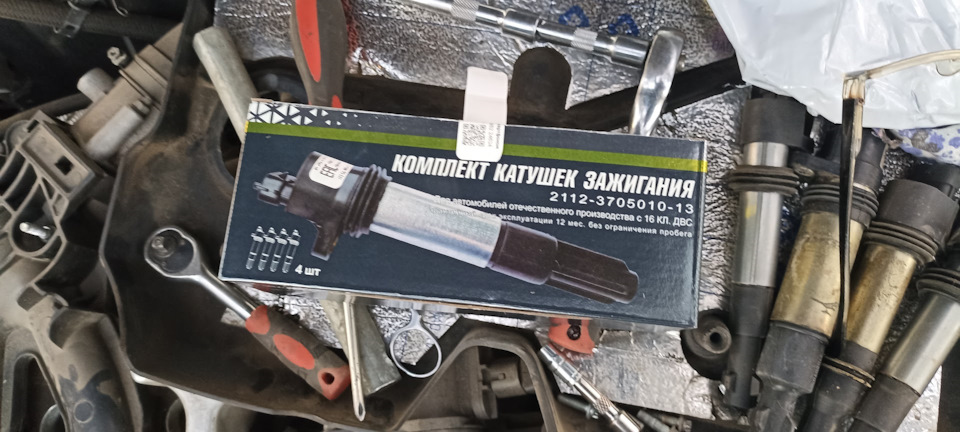 КОМПЛЕКТ КАТУШЕК ЗАЖИГАНИЯ
2112-3705010-13
автомобилей отечественного производства с 16 КЛ. ДВС
эксплуатации 12 мес. без ограничения пробега
4 шт
ЕРЕ